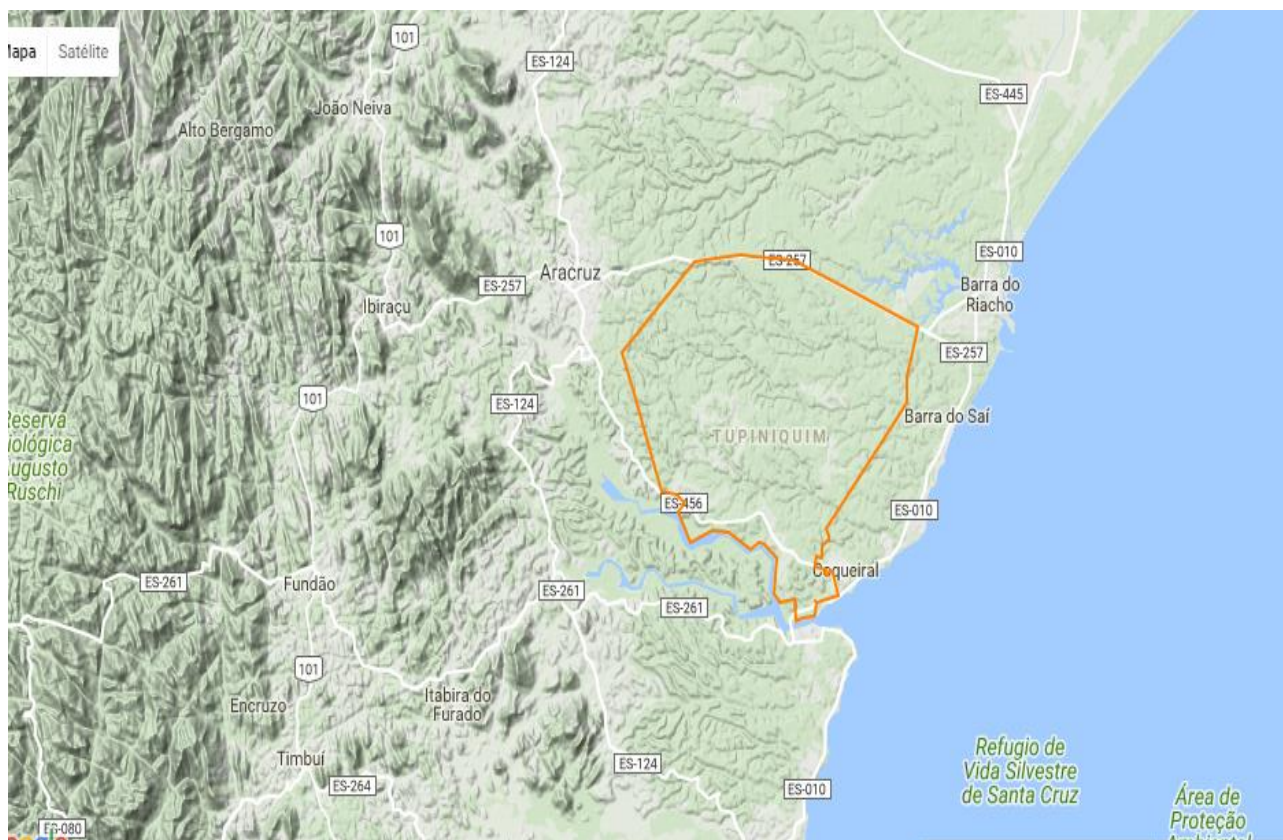 Mapa
Satélite
101
ES-124
ES-445
João Neiva
Alto Bergamo
101
ES-010
ES-257
Aracruz
ES-257
Barra do
Riacho
Ibiraçu
ES-257
101
ES-124
Barra do Saí
Reserva
Biológica
Augusto
Ruschi
TUPINIQUIM
ES-456
ES-010
Coqueiral
ES-261
Fundão
ES-261
ES-261
101
Itabira do
Furado
Encruzo
Timbuí
ES-264
ES-124
ES-010
Refugio de
Vida Silvestre
de Santa Cruz
Área de
Proteção
Ambiental
ES-080